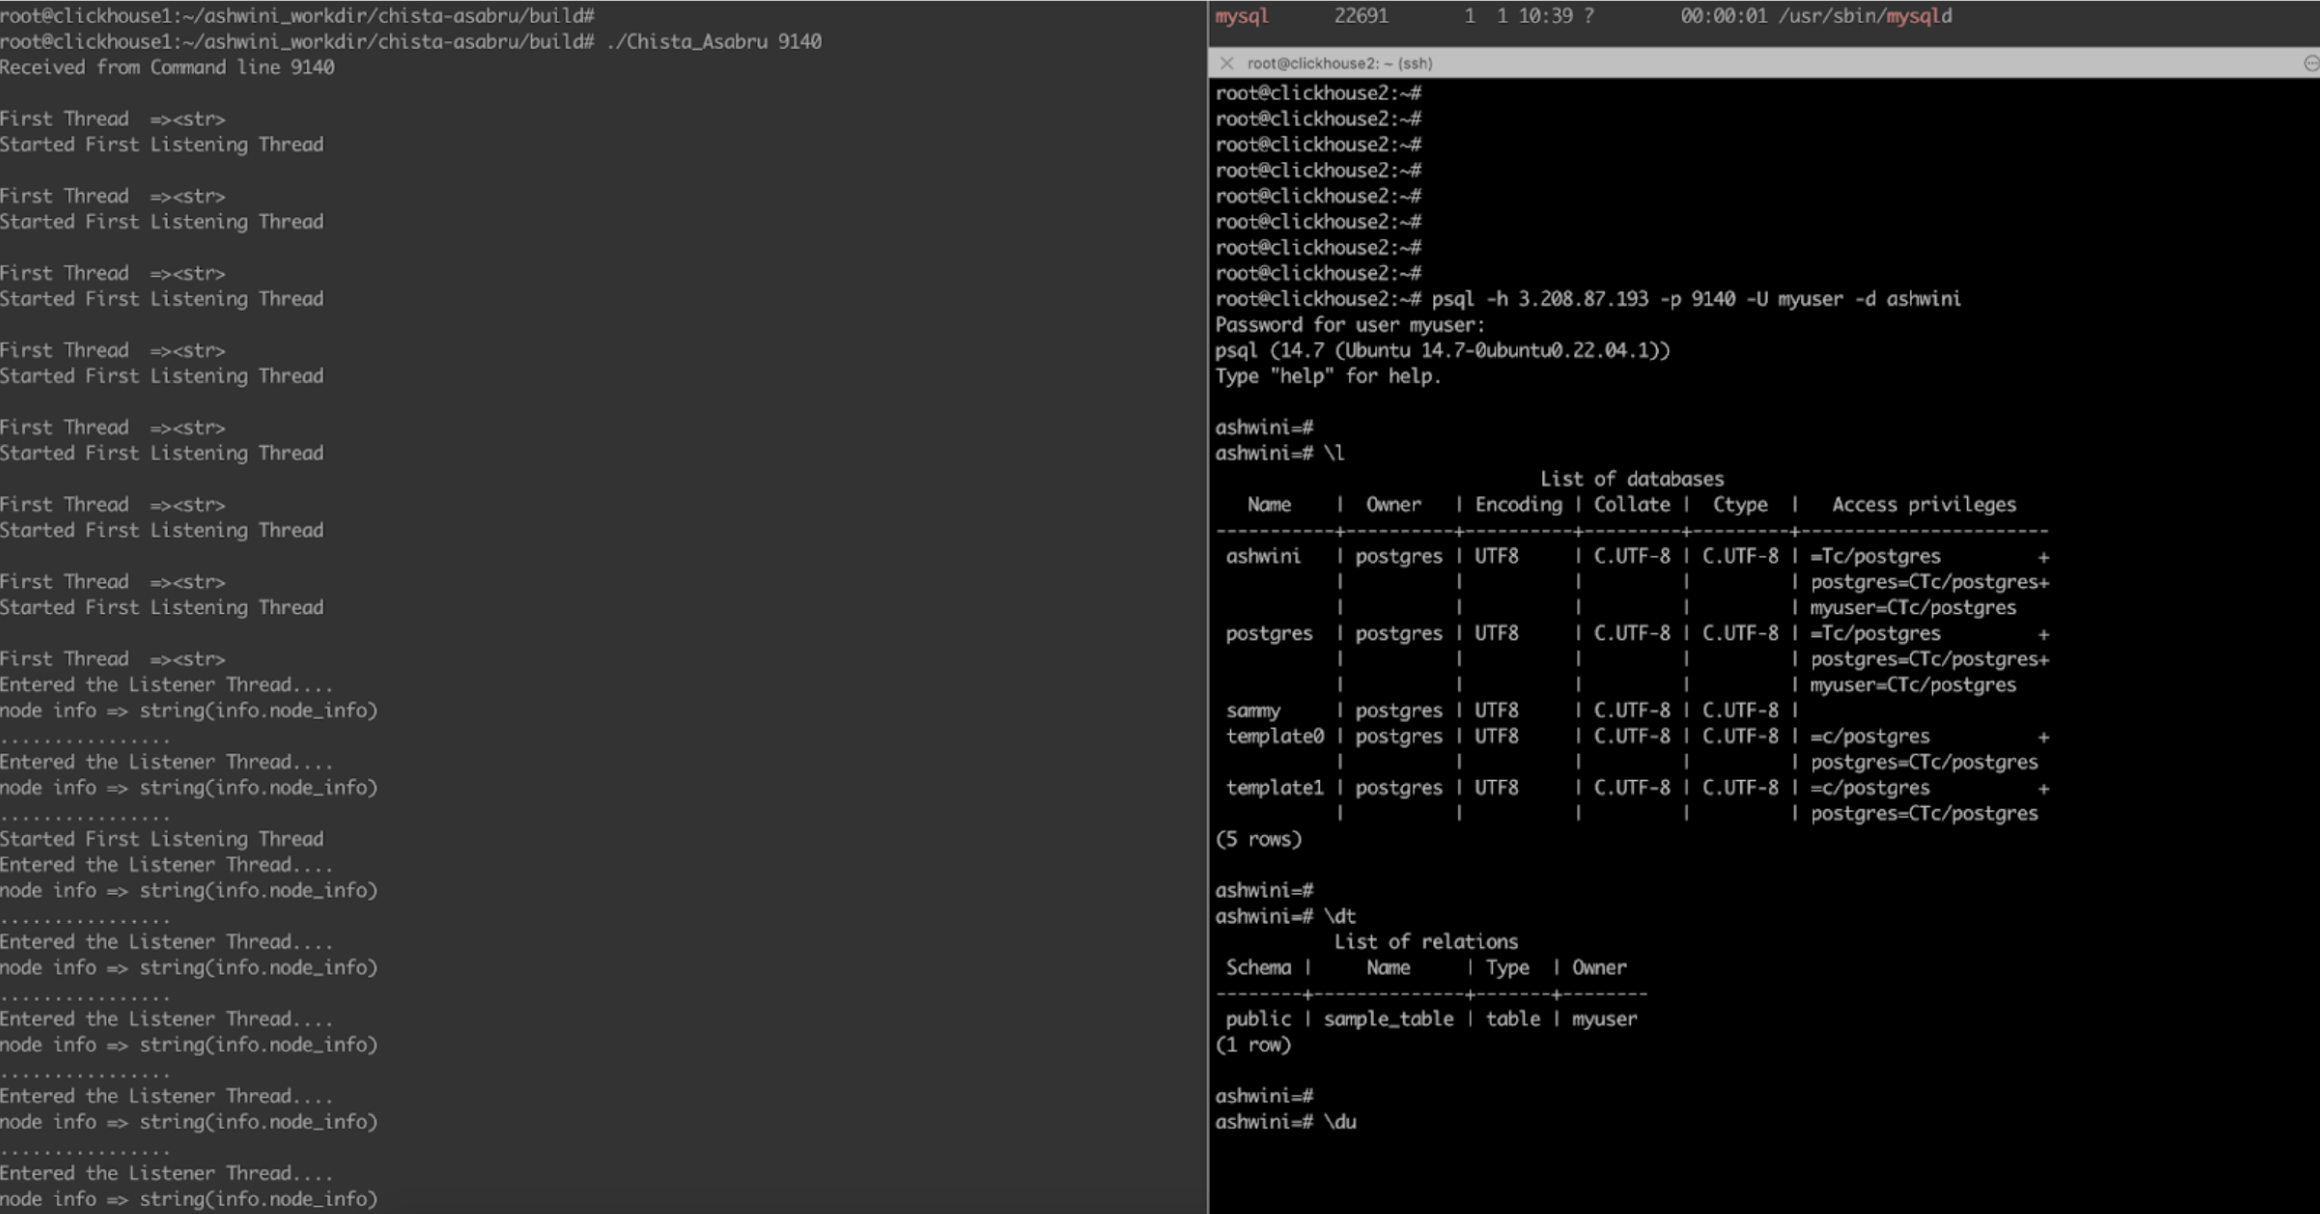 root@clickhouse1:~/ashwini_workdir/chista-asabru/build#
root@clickhouse1:~/ashwini_workdir/chista-asabru/build# ./Chista_Asabru 9140
Received from Command line 9140

First Thread  =><str>
Started First Listening Thread

First Thread  =><str>
Started First Listening Thread

First Thread  =><str>
Started First Listening Thread

First Thread  =><str>
Started First Listening Thread

First Thread  =><str>
Started First Listening Thread

First Thread  =><str>
Started First Listening Thread

First Thread  =><str>
Started First Listening Thread

First Thread  =><str>
Entered the Listener Thread....
node info => string(info.node_info)
................
Entered the Listener Thread....
node info => string(info.node_info)
................
Started First Listening Thread
Entered the Listener Thread....
node info => string(info.node_info)
................
Entered the Listener Thread....
node info => string(info.node_info)
................
Entered the Listener Thread....
node info => string(info.node_info)
................
Entered the Listener Thread....
node info => string(info.node_info)
................
Entered the Listener Thread....
node info => string(info.node_info)
mysql      22691       1  1 10:39 ?        00:00:01 /usr/sbin/mysqld
root@clickhouse2: ~ (ssh)
root@clickhouse2:~#
root@clickhouse2:~#
root@clickhouse2:~#
root@clickhouse2:~#
root@clickhouse2:~#
root@clickhouse2:~#
root@clickhouse2:~#
root@clickhouse2:~#
root@clickhouse2:~# psql -h 3.208.87.193 -p 9140 -U myuser -d ashwini
Password for user myuser:
psql (14.7 (Ubuntu 14.7-0ubuntu0.22.04.1))
Type "help" for help.

ashwini=#
ashwini=# \l
                              List of databases
   Name    |  Owner   | Encoding | Collate |  Ctype  |   Access privileges
-----------+----------+----------+---------+---------+-----------------------
 ashwini   | postgres | UTF8     | C.UTF-8 | C.UTF-8 | =Tc/postgres         +
           |          |          |         |         | postgres=CTc/postgres+
           |          |          |         |         | myuser=CTc/postgres
 postgres  | postgres | UTF8     | C.UTF-8 | C.UTF-8 | =Tc/postgres         +
           |          |          |         |         | postgres=CTc/postgres+
           |          |          |         |         | myuser=CTc/postgres
 sammy     | postgres | UTF8     | C.UTF-8 | C.UTF-8 |
 template0 | postgres | UTF8     | C.UTF-8 | C.UTF-8 | =c/postgres          +
           |          |          |         |         | postgres=CTc/postgres
 template1 | postgres | UTF8     | C.UTF-8 | C.UTF-8 | =c/postgres          +
           |          |          |         |         | postgres=CTc/postgres
(5 rows)

ashwini=#
ashwini=# \dt
           List of relations
 Schema |     Name     | Type  | Owner
--------+--------------+-------+--------
 public | sample_table | table | myuser
(1 row)

ashwini=#
ashwini=# \du